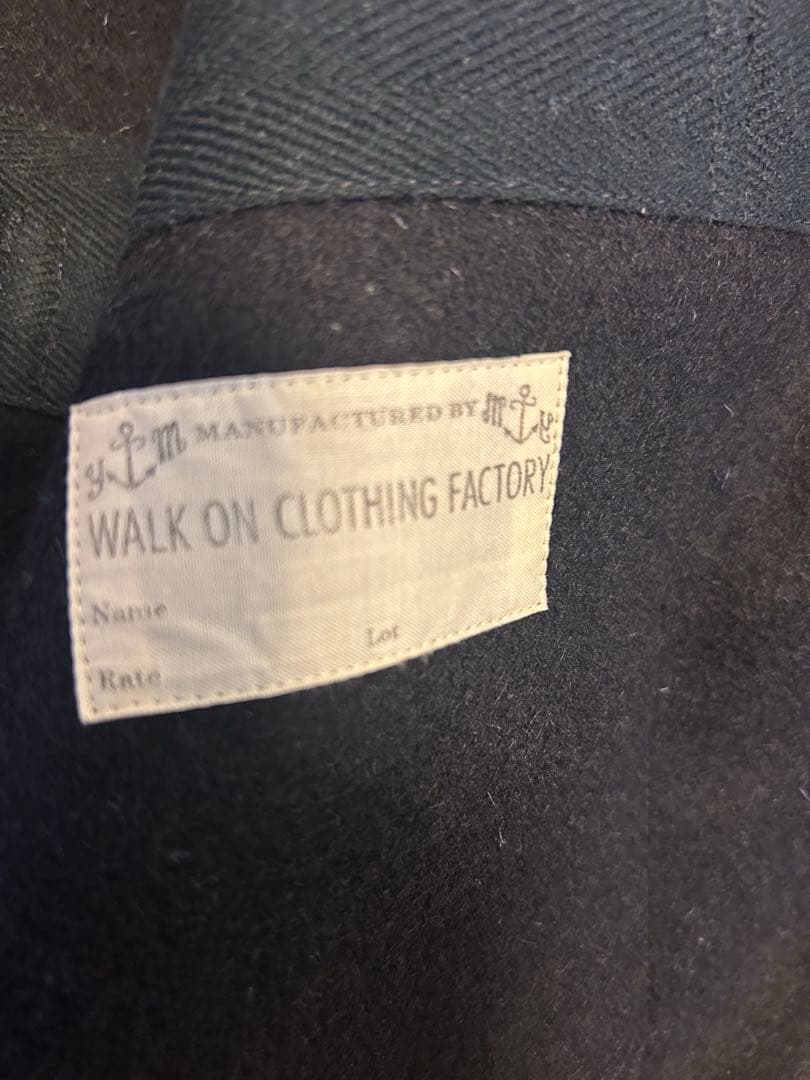 y M MANUFACTURED BY M y
WALK ON CLOTHING FACTORY
Name
Lot
Rate